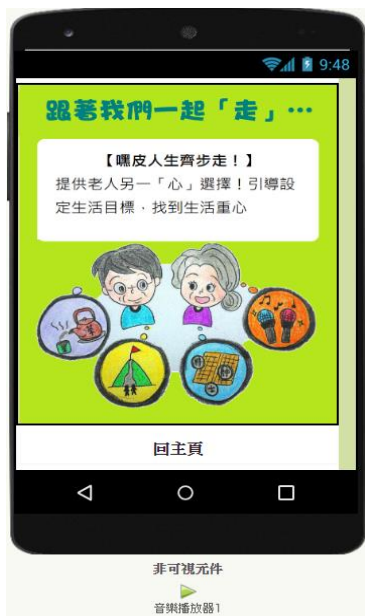 9:48
跟著我們一起「走」…
【嘿皮人生齊步走！】
提供老人另一「心」選擇！引導設
定生活目標，找到生活重心
回主頁
非可視元件
音樂播放器1